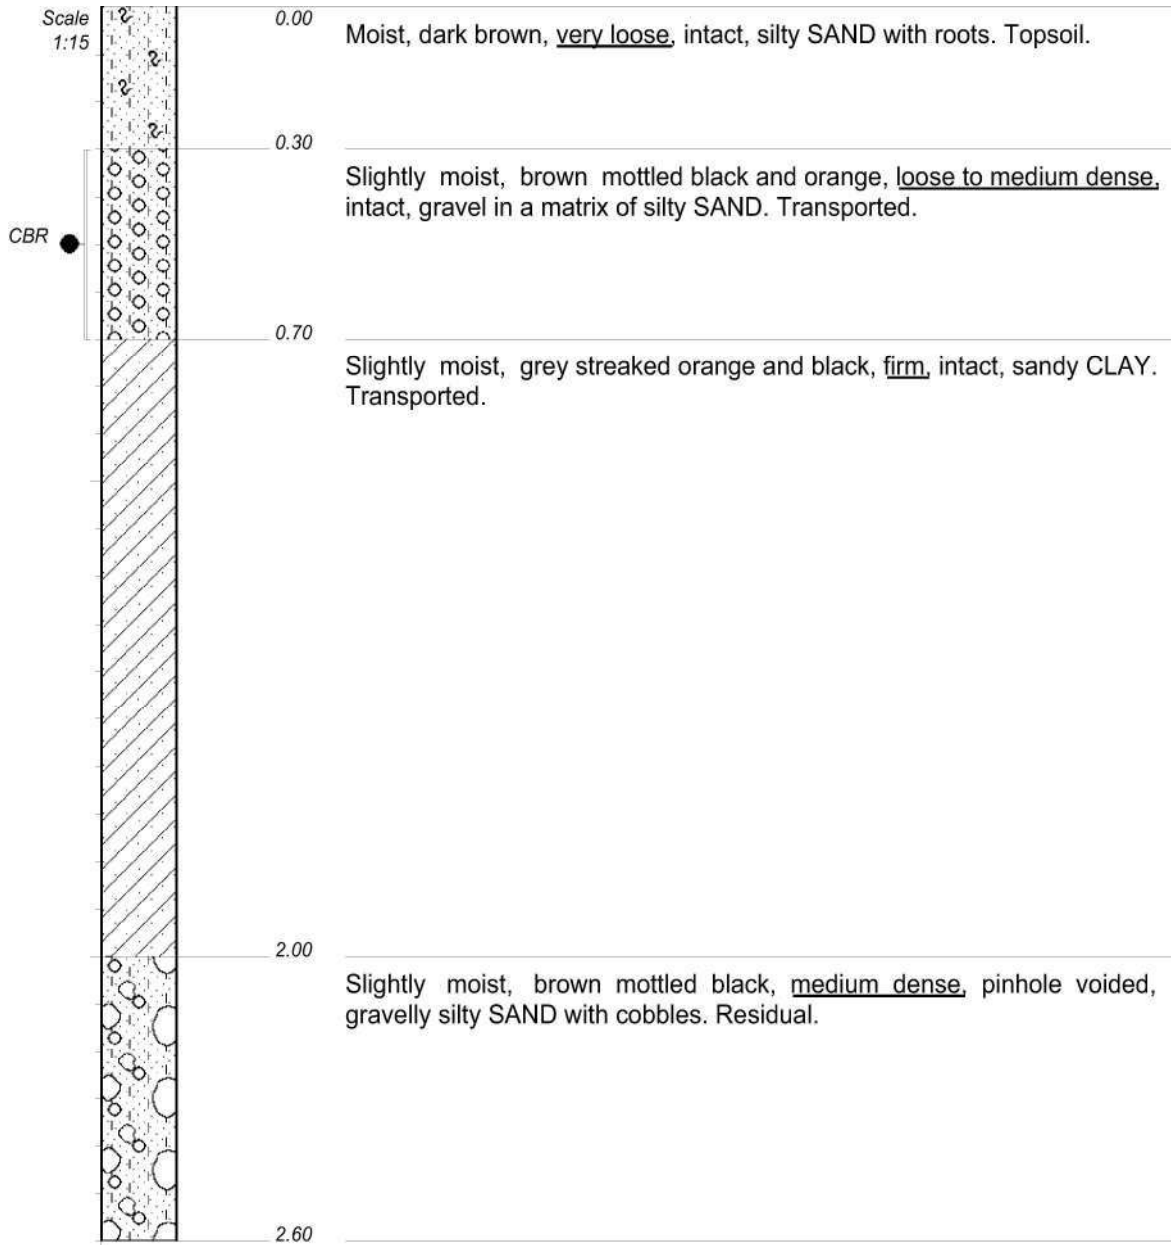 Scale
1:15
0.00
Moist, dark brown, very loose, intact, silty SAND with roots. Topsoil.
0.30
Slightly moist, brown mottled black and orange, loose to medium dense,
intact, gravel in a matrix of silty SAND. Transported.
CBR
0.70
Slightly moist, grey streaked orange and black, firm, intact, sandy CLAY.
Transported.
2.00
Slightly moist, brown mottled black, medium dense, pinhole voided,
gravelly silty SAND with cobbles. Residual.
2.60